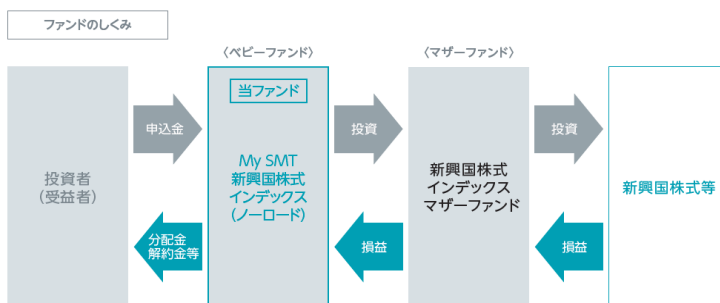 ファンドのしくみ
〈ベビーファンド〉
〈マザーファンド〉
投資者
(受益者)
申込金
分配金
解約金等
当ファンド
My SMT
新興国株式
インデックス
(ノーロード)
投資
損益
新興国株式
インデックス
マザーファンド
投資
損益
新興国株式等